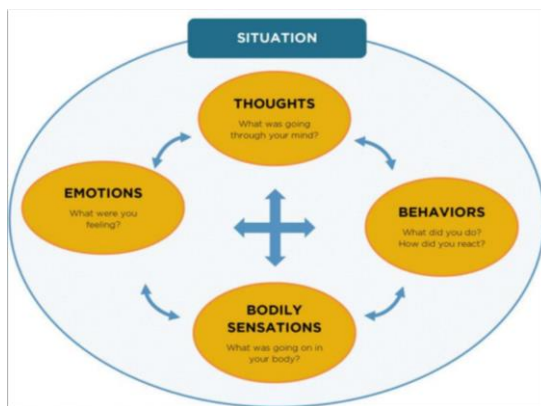 SITUATION
THOUGHTS
What was going
through your mind?
EMOTIONS
What were you
feeling?
BEHAVIORS
What did you do?
How did you react?
BODILY
SENSATIONS
What was going on in
your body?